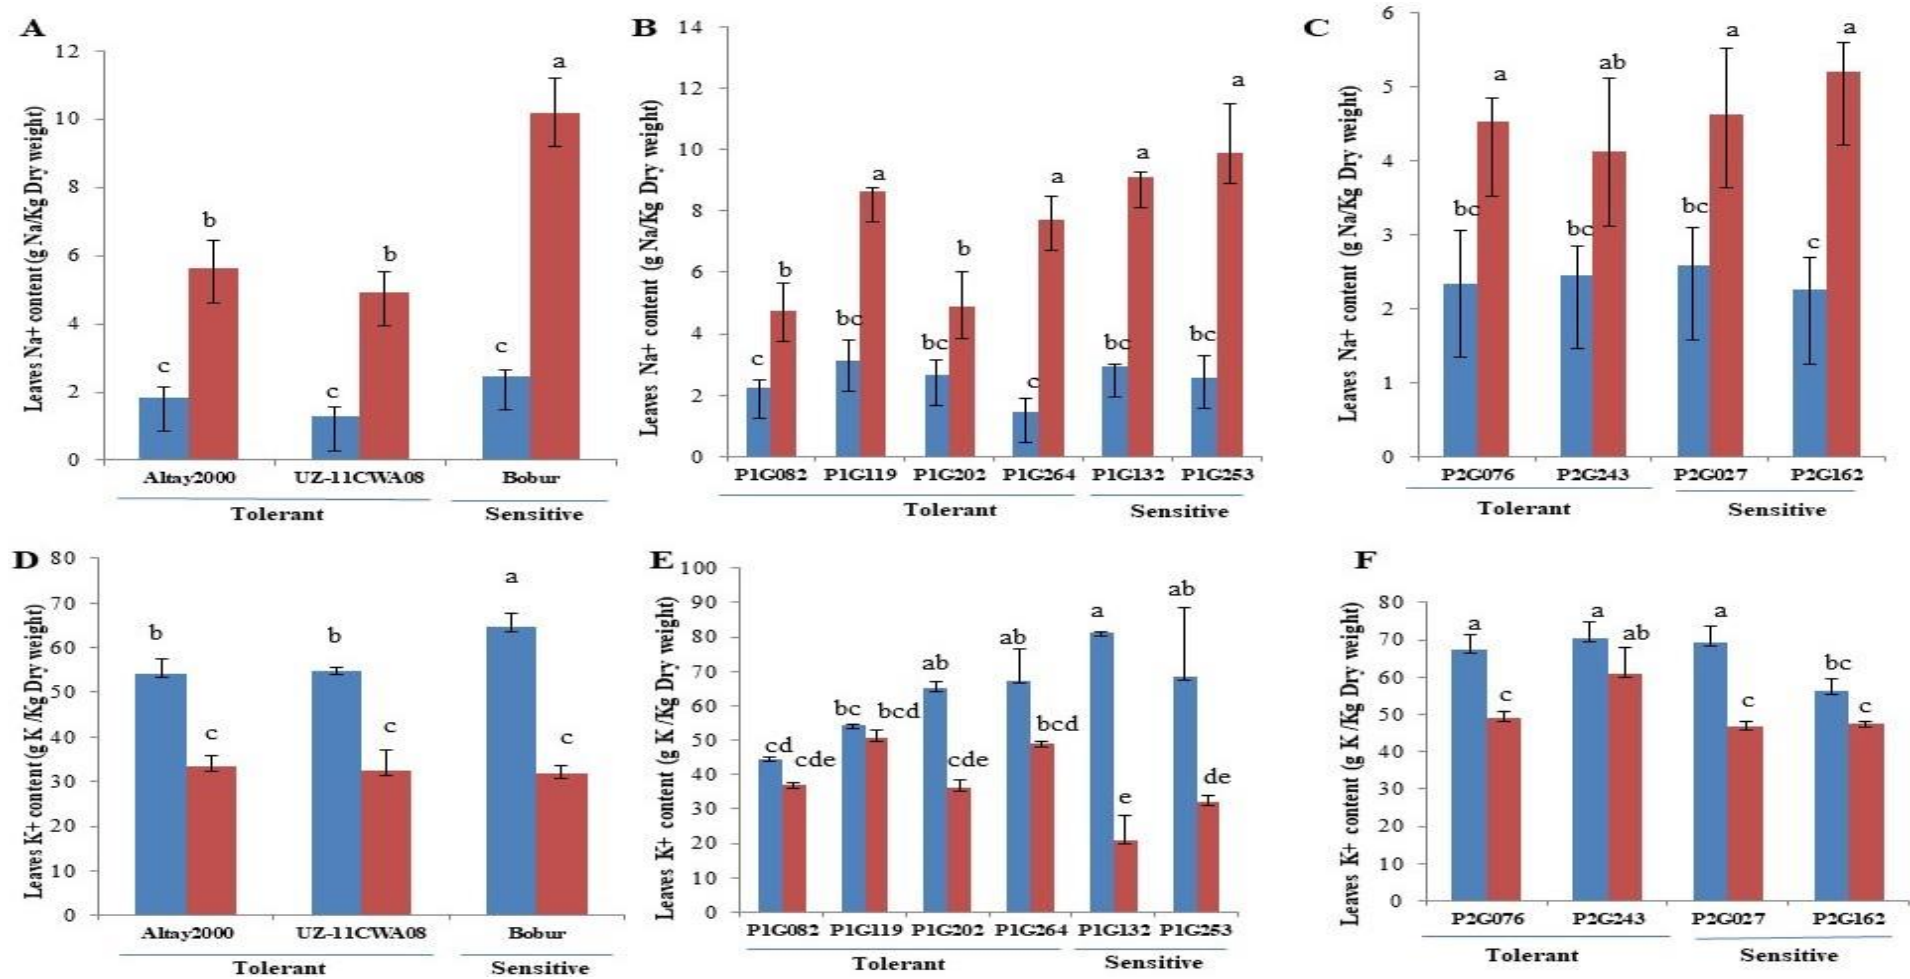 A
Leaves Na+ content (g Na/Kg Dry weight)
12
10
8
6
4
2
0
c
b
c
b
c
a
Altay2000 UZ-11CWA08 Bobur
Tolerant Sensitive
B
Leaves Na+ content (g Na/Kg Dry weight)
14
12
10
8
6
4
2
0
c
b
bc
a
bc
b
c
a
bc
a
bc
a
P1G082 P1G119 P1G202 P1G264 P1G132 P1G253
Tolerant Sensitive
C
Leaves Na+ content (g Na/Kg Dry weight)
6
5
4
3
2
1
0
bc
a
bc
ab
bc
a
c
a
P2G076 P2G243 P2G027 P2G162
Tolerant Sensitive
D
Leaves K+ content (g K /Kg Dry weight)
80
70
60
50
40
30
20
10
0
b
c
b
c
a
c
Altay2000 UZ-11CWA08 Bobur
Tolerant Sensitive
E
Leaves K+ content (g K /Kg Dry weight)
100
90
80
70
60
50
40
30
20
10
0
cd
cde
bc
bcd
ab
cde
ab
bcd
a
e
ab
de
P1G082 P1G119 P1G202 P1G264 P1G132 P1G253
Tolerant Sensitive
F
Leaves K+ content (g K /Kg Dry weight)
80
70
60
50
40
30
20
10
0
a
c
a
ab
a
c
bc
c
P2G076 P2G243 P2G027 P2G162
Tolerant Sensitive